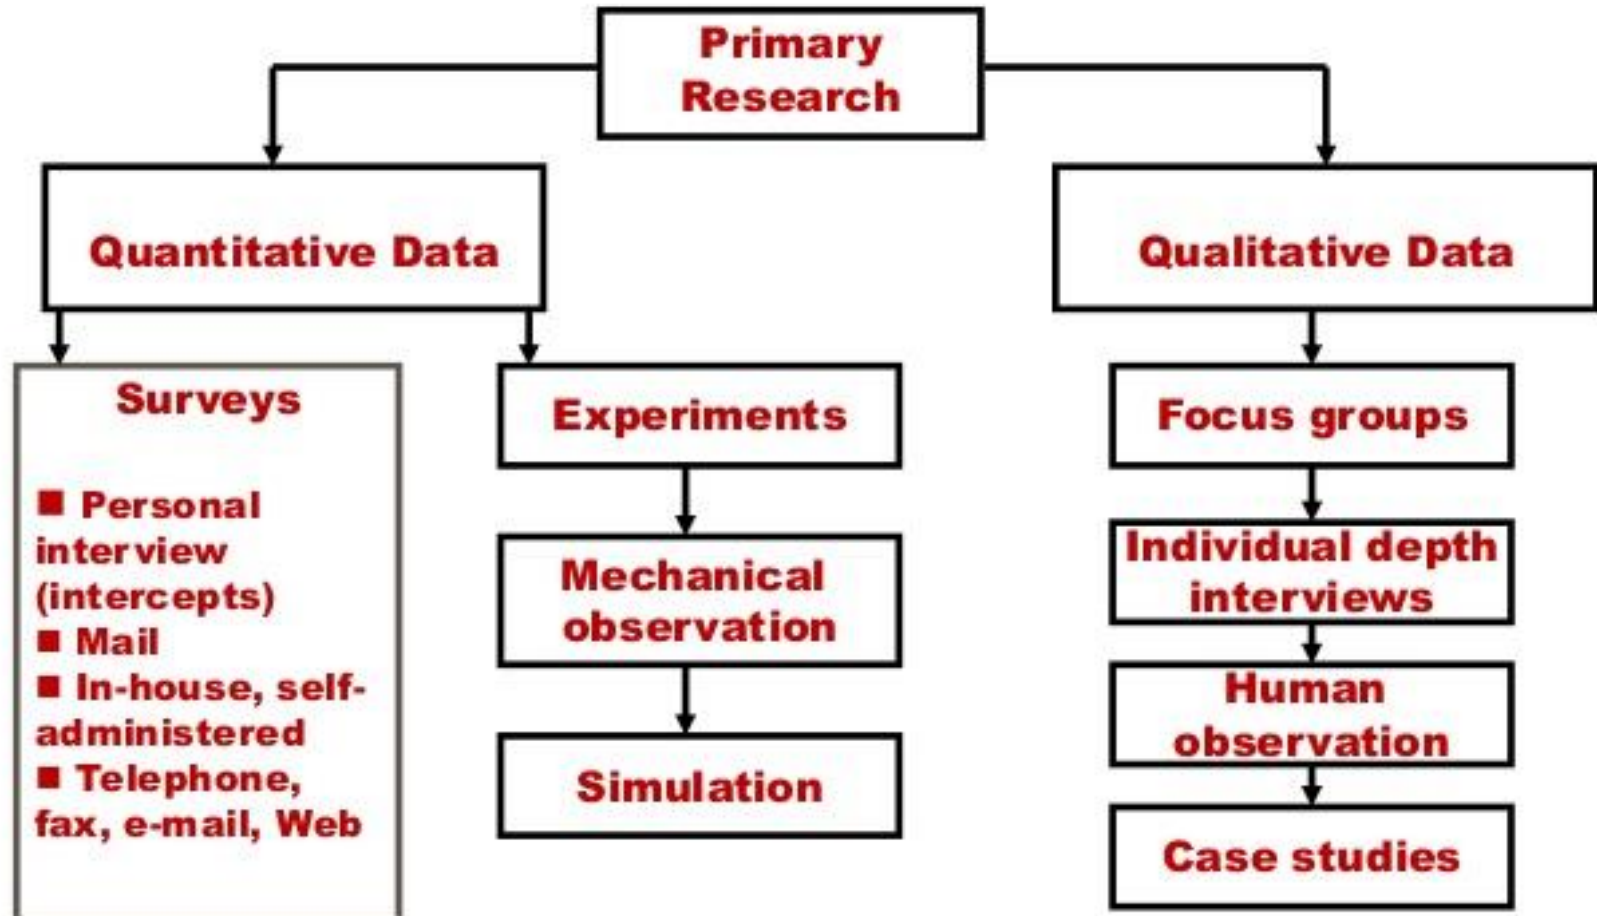 Primary
Research
Quantitative Data
Qualitative Data
Surveys
■ Personal
interview
(intercepts)
■ Mail
■ In-house, self-
administered
■ Telephone,
fax, e-mail, Web
Experiments
Mechanical
observation
Simulation
Focus groups
Individual depth
interviews
Human
observation
Case studies